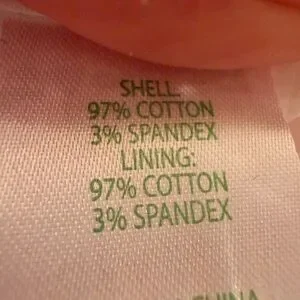 SHELL:
97% COTTON
3% SPANDEX
LINING:
97% COTTON
3% SPANDEX